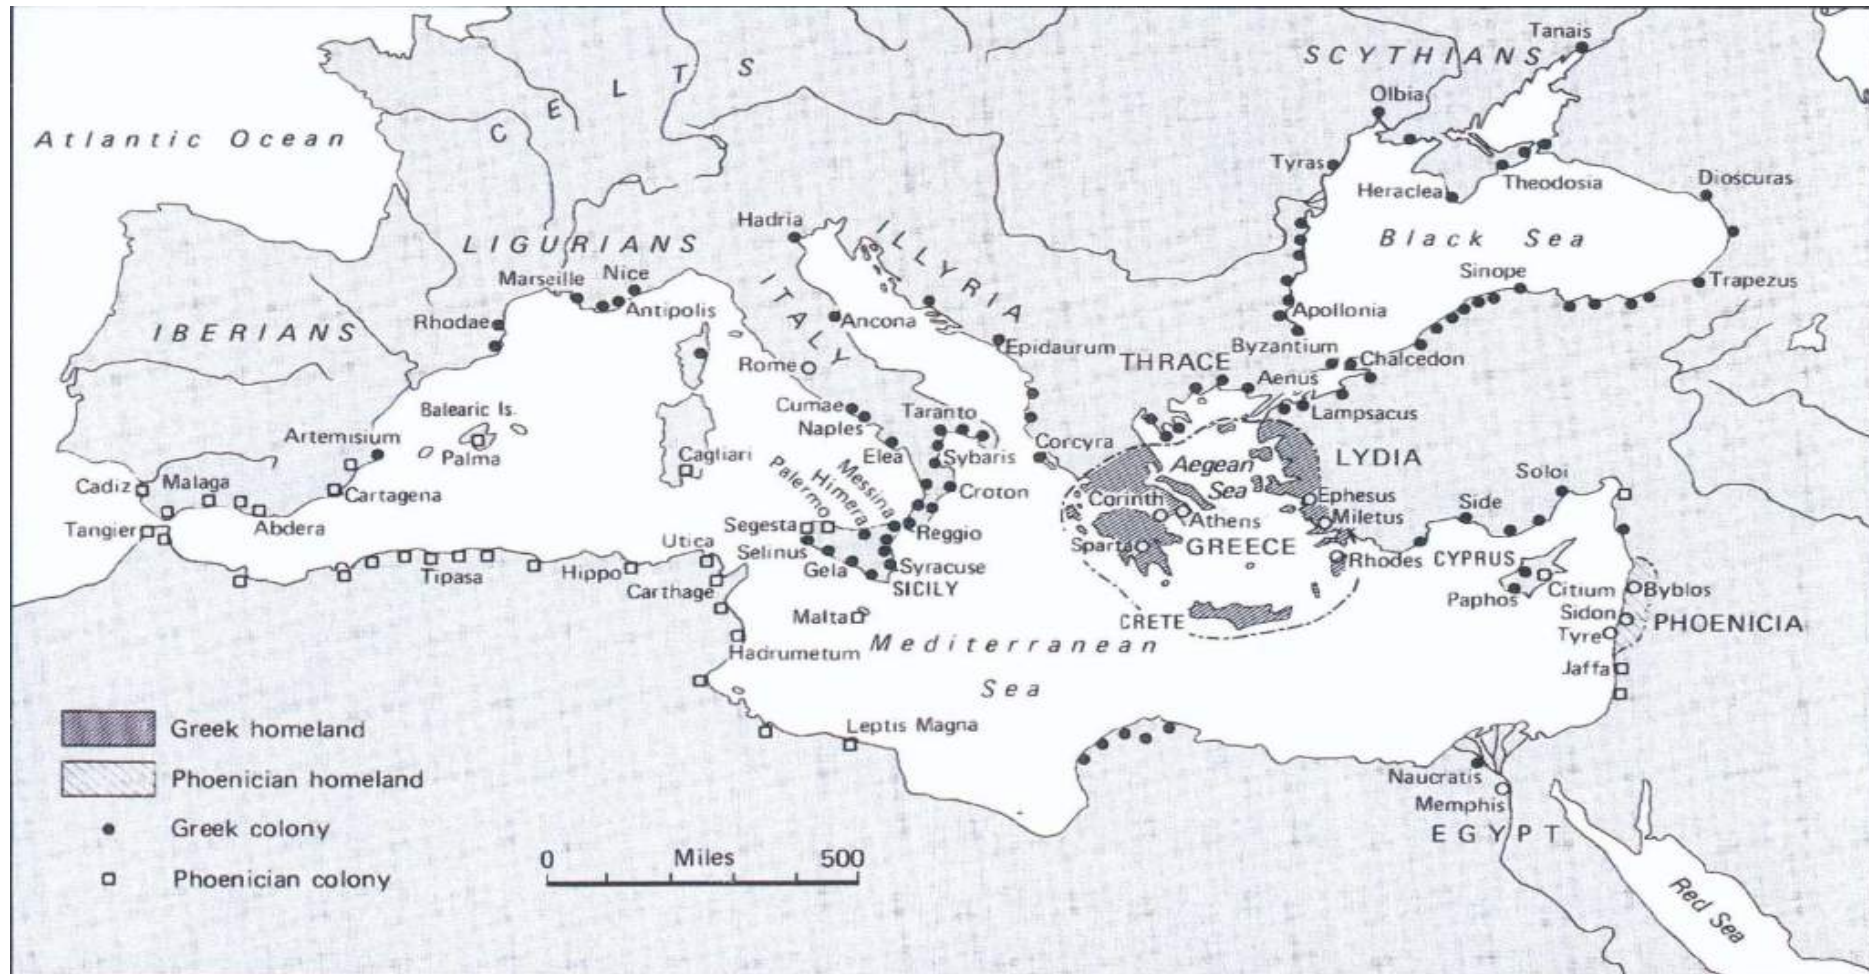 SCYTHIANS
Tanais
CELTS
Olbia
Atlantic Ocean
Tyras
Heraclea
Theodosia
Dioscuras
Hadria
ILLYRIA
LIGURIANS
Black Sea
Marseille
Nice
Antipolis
ITALY
Sinope
Trapezus
IBERIANS
Rhodae
Ancona
Apollonia
Epidaurum
Byzantium
Rome
THRACE
Chalcedon
Aenus
Balearic Is.
Cumae
Taranto
Lampsacus
Naples
Artemisium
Palma
Corcyra
Elea
Sybaris
Cagliari
LYDIA
Aegean
Sea
Cadiz
Malaga
Cartagena
Messina
Himera
Palermo
Croton
Corinth
Ephesus
Side
Soloi
Tangier
Abdera
Segesta
Reggio
Athens
Miletus
Utica
Selinus
Sparta
GREECE
Rhodes
CYPRUS
Tipasa
Hippo
Gela
Syracuse
SICILY
Carthage
Paphos
Citium
Byblos
Malta
CRETE
Sidon
Tyre
PHOENICIA
Hadrumetum
Mediterranean
Sea
Jaffa
Leptis Magna
Greek homeland
Phoenician homeland
Naucratis
Memphis
EGYPT
Greek colony
Phoenician colony
0 Miles 500
Red Sea